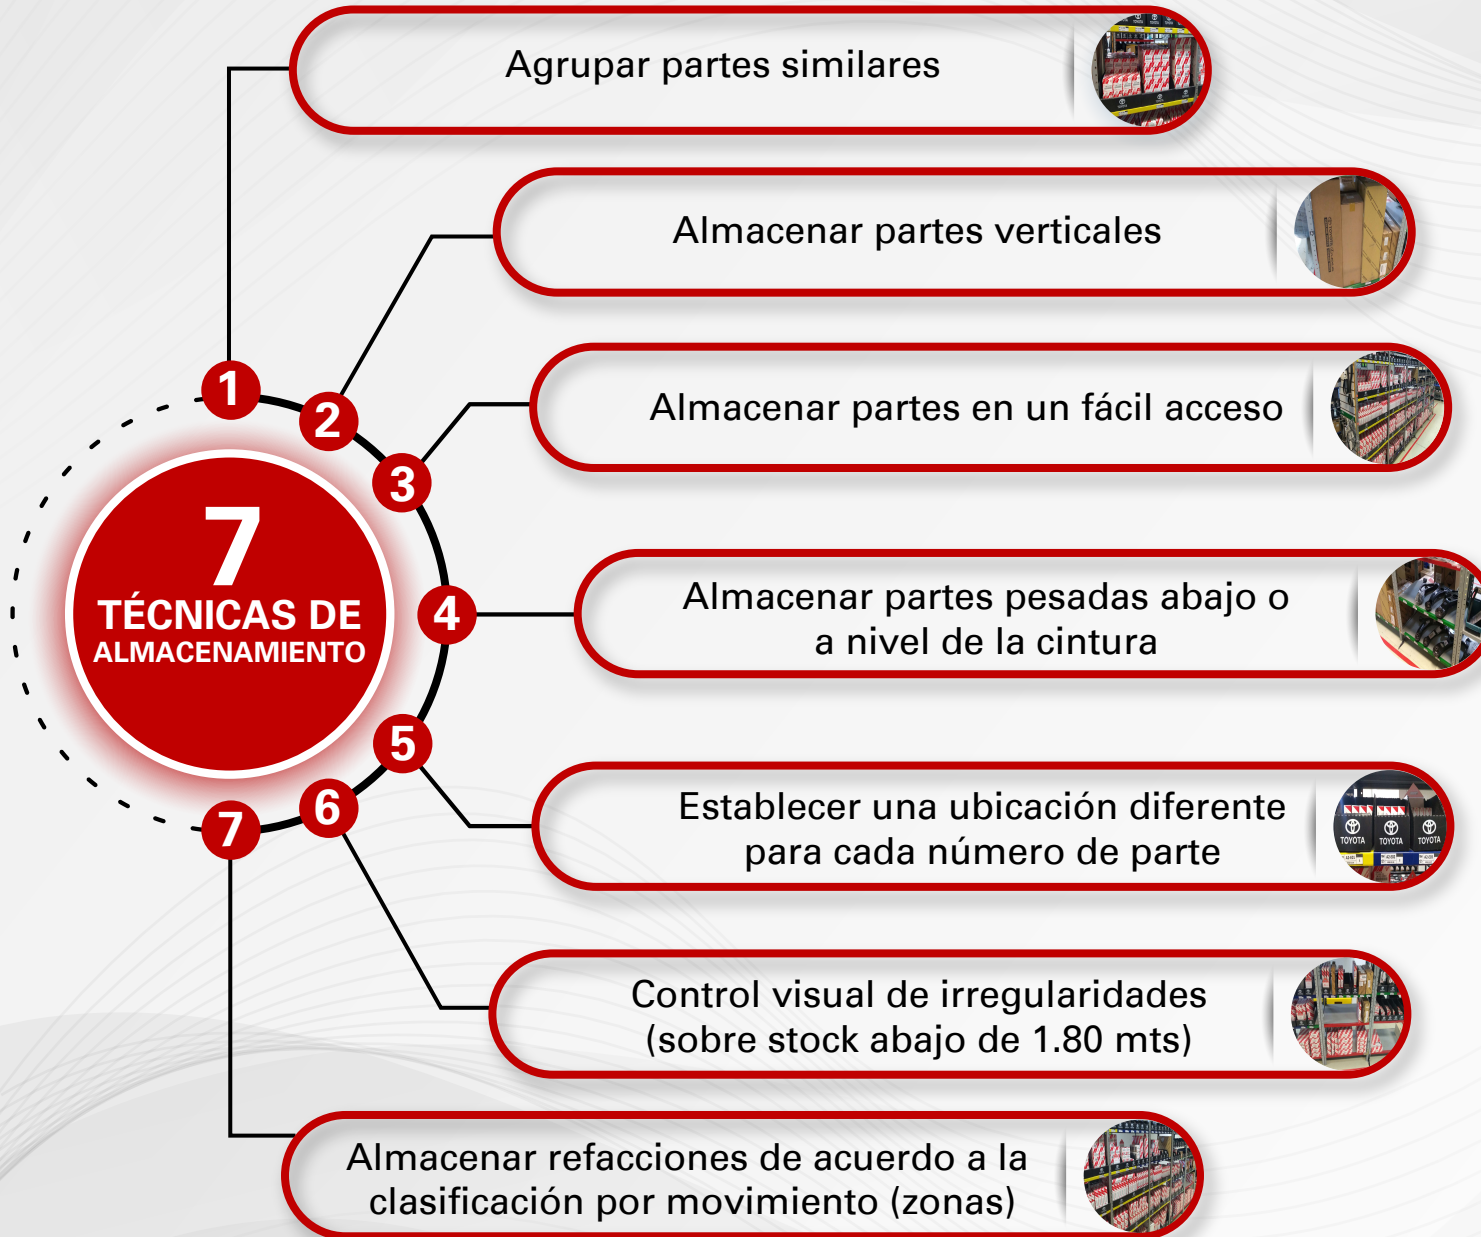 Agrupar partes similares
Almacenar partes verticales
Almacenar partes en un fácil acceso
Almacenar partes pesadas abajo o
a nivel de la cintura
Establecer una ubicación diferente
para cada número de parte
Control visual de irregularidades
(sobre stock abajo de 1.80 mts)
Almacenar refacciones de acuerdo a la
clasificación por movimiento (zonas)
1
2
3
4
5
6
7
7
TÉCNICAS DE
ALMACENAMIENTO
TOYOTA
TOYOTA
TOYOTA